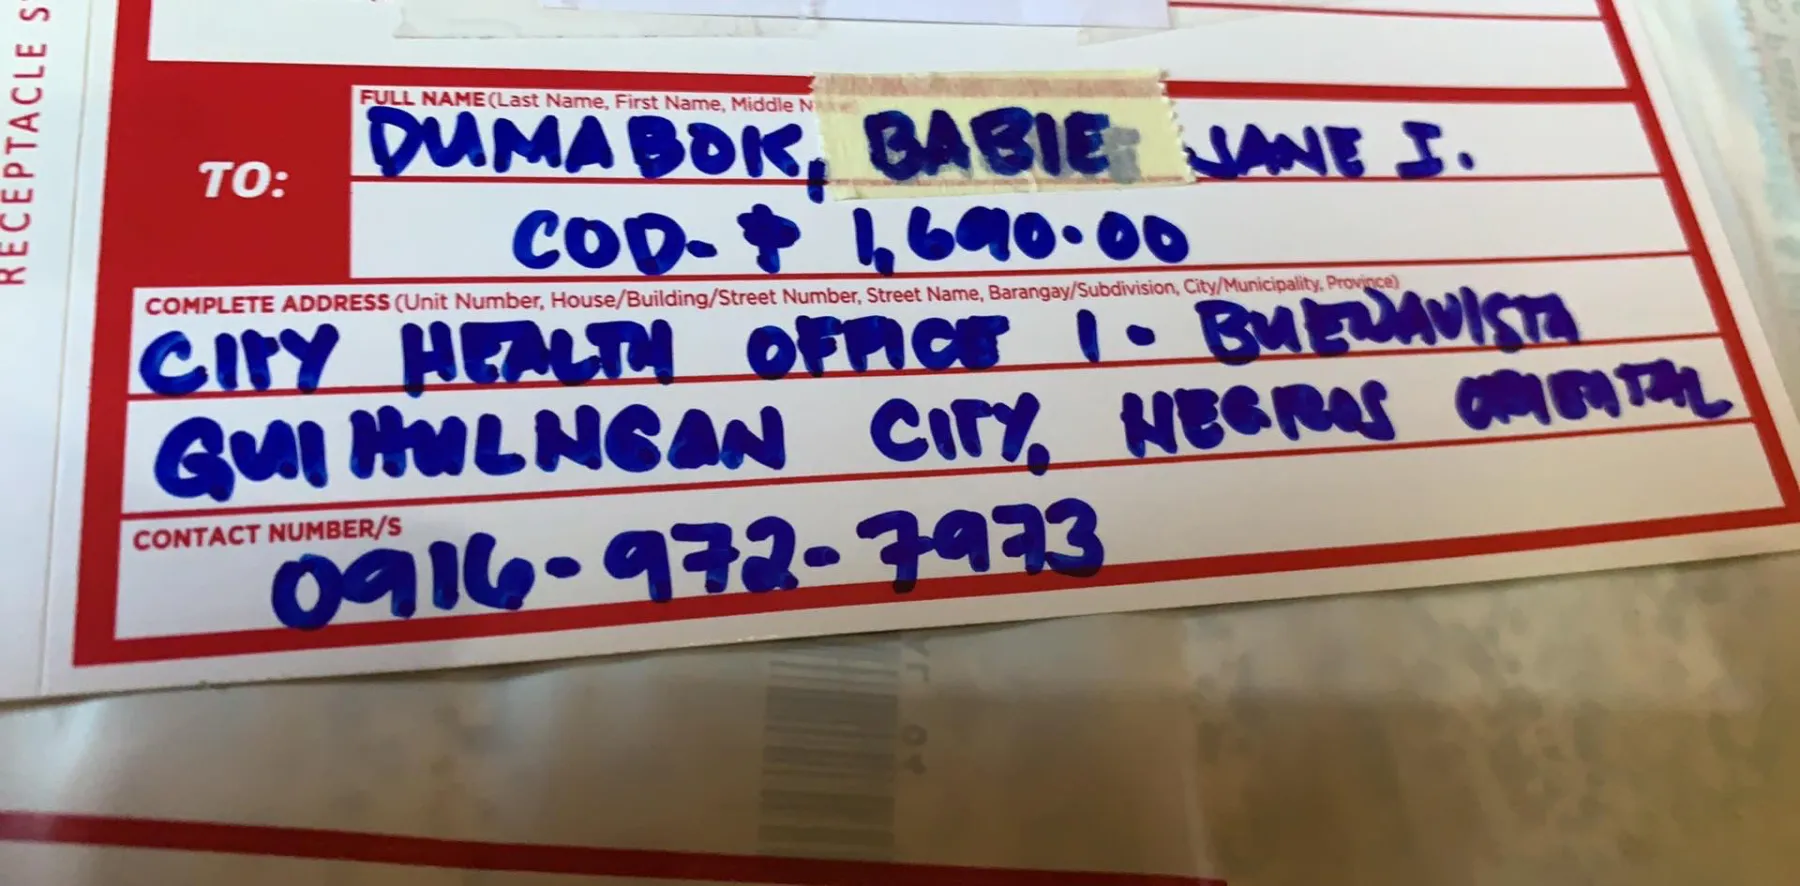 RECEPTACLE S
FULL NAME (Last Name, First Name, Middle N
TO:
DUMABOK, BABIE JANE I.
COD-₱ 1,690.00
COMPLETE ADDRESS (Unit Number, House/Building/Street Number, Street Name, Barangay/Subdivision, City/Municipality, Province)
CITY HEALTH OFFICE 1 - BUENAVISTA
GUIHULNGAN CITY, NEGROS ORIENTAL
CONTACT NUMBER/S
0916-972-7973